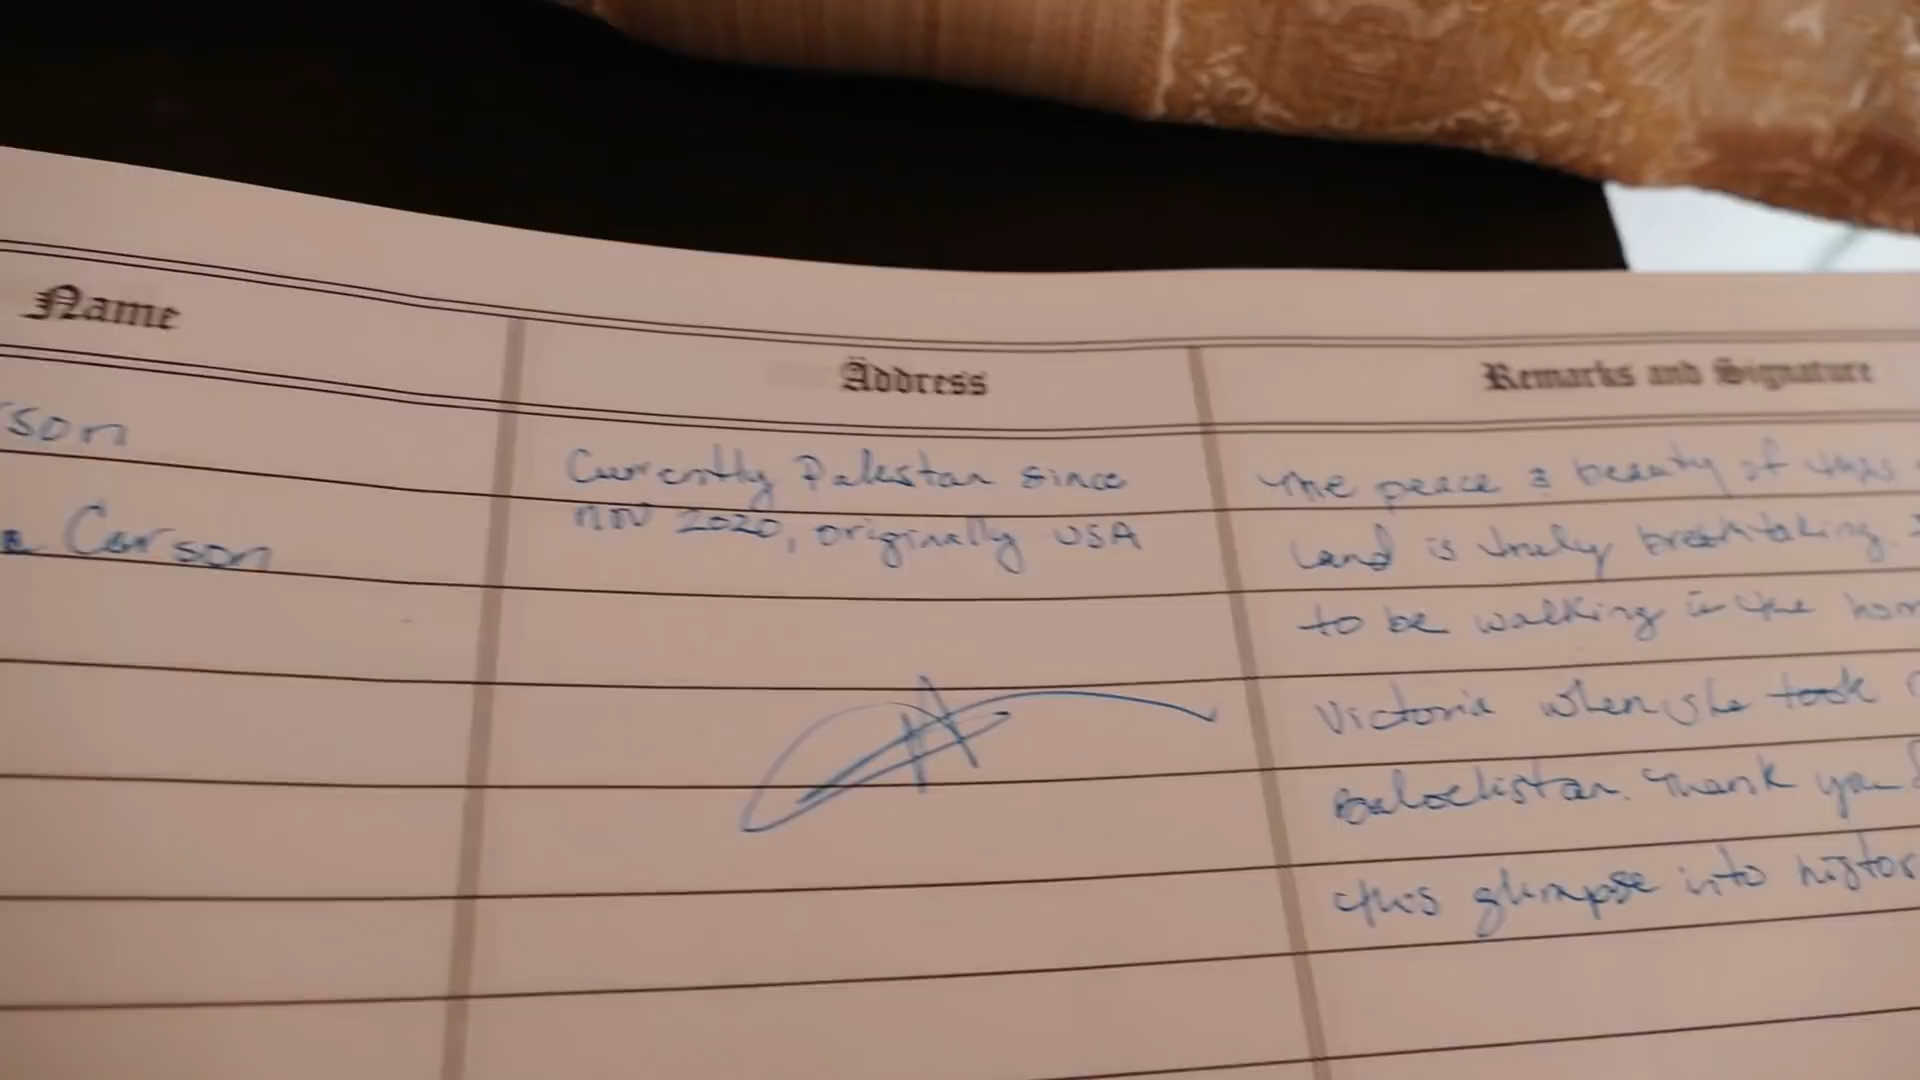 Name Address Remarks and Signature
rson
Carson
Currently Pakistan since
nov 2020, originally USA
The peace & beauty of this
land is truly breathtaking.
to be walking in the hom
Victoria when she took
Balochistan. Thank you
this glimpse into histor